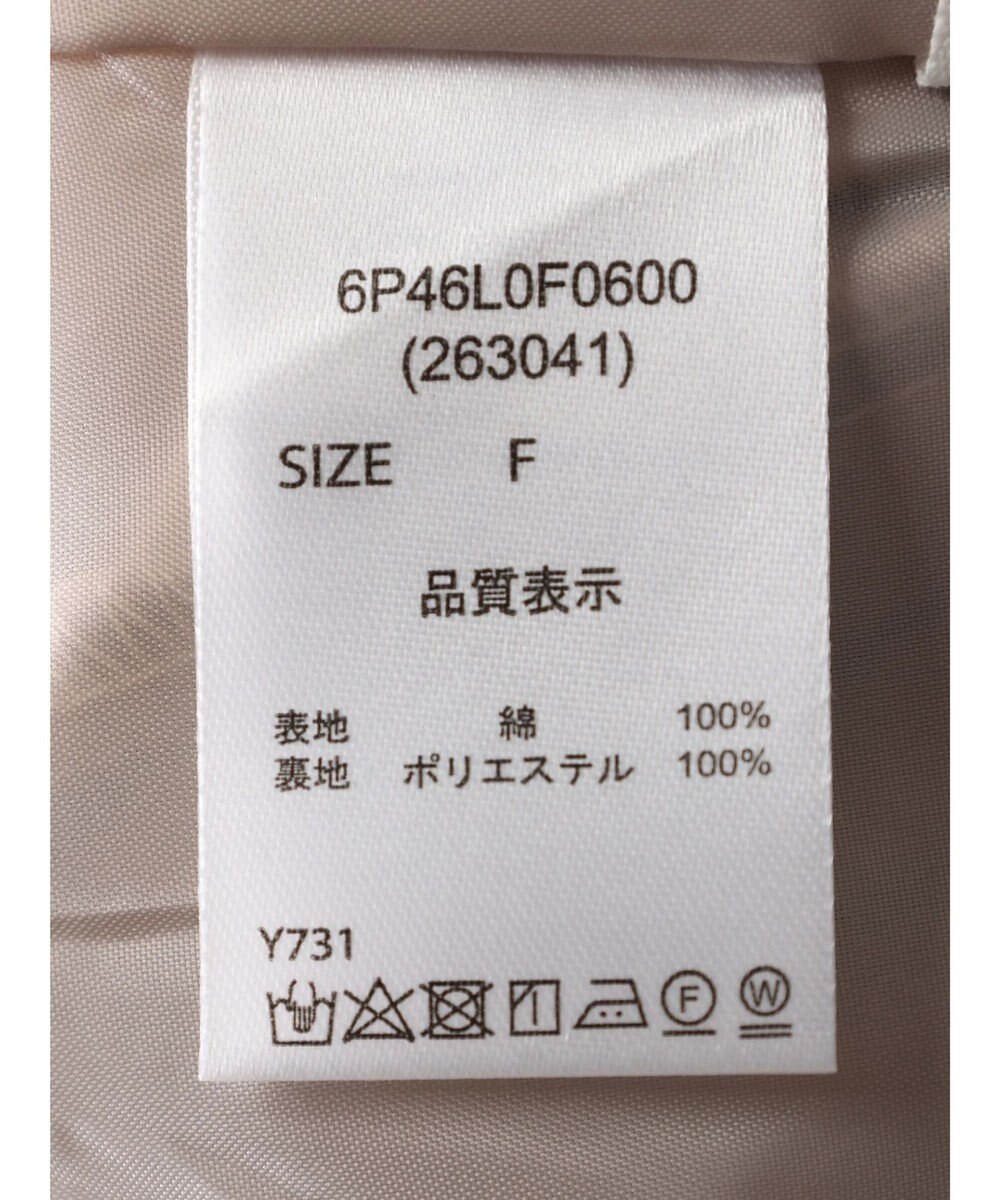 6P46L0F0600
(263041)
SIZE F
品質表示
表地 綿 100%
裏地 ポリエステル 100%
Y731
F W